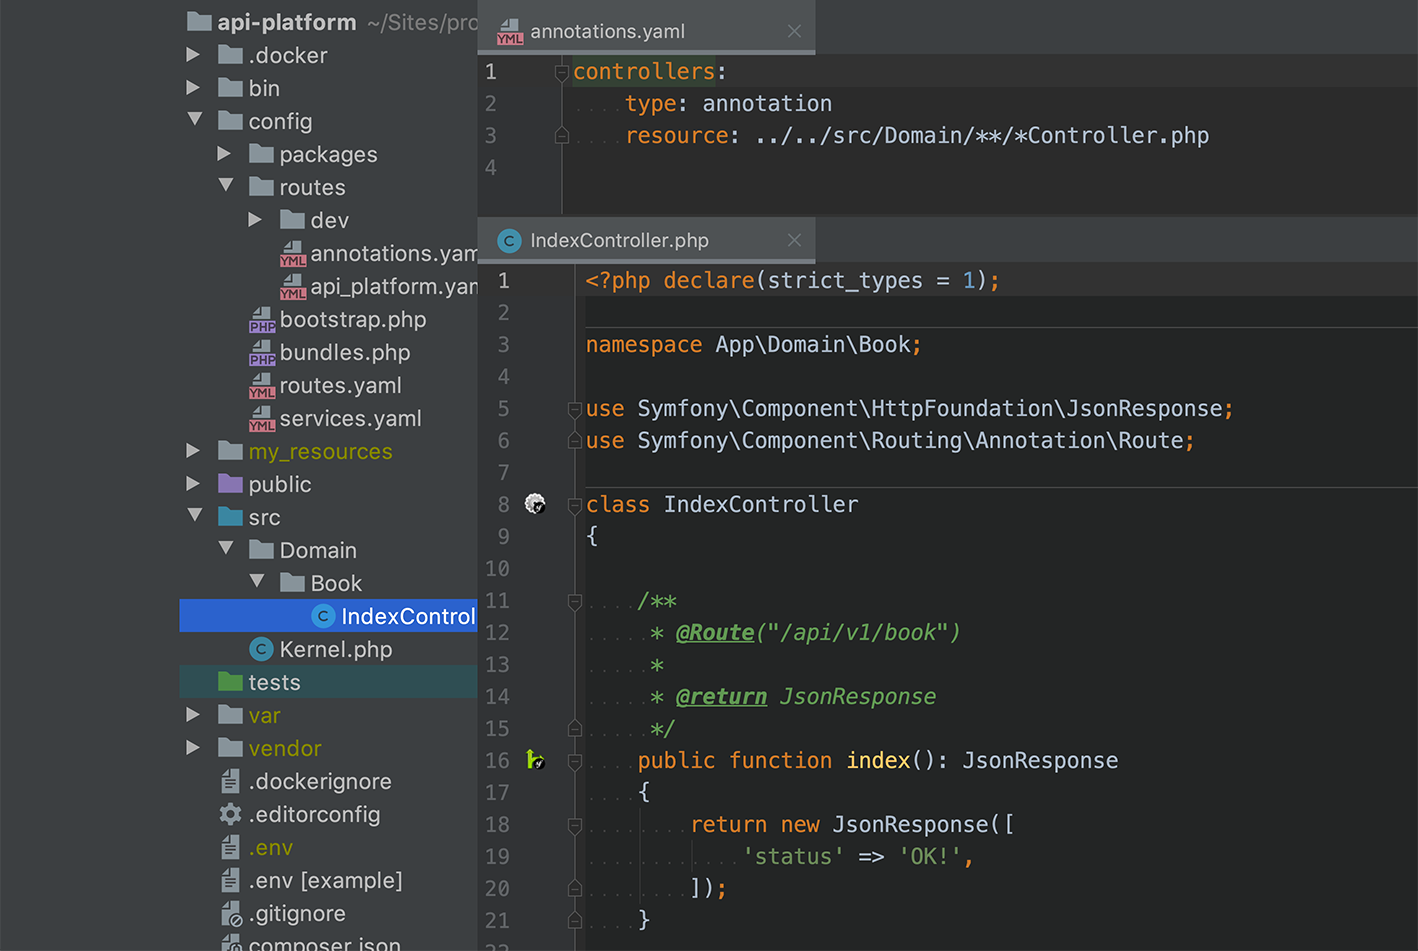 api-platform ~/Sites/pro
.docker
bin
config
packages
routes
dev
annotations.yam
api_platform.yam
bootstrap.php
bundles.php
routes.yaml
services.yaml
my_resources
public
src
Domain
Book
IndexControl
Kernel.php
tests
var
vendor
.dockerignore
.editorconfig
.env
.env [example]
.gitignore
composer.json
annotations.yaml
1 controllers:
2 type: annotation
3 resource: ../../src/Domain/**/*Controller.php
4
IndexController.php
1 <?php declare(strict_types = 1);
2
3 namespace App\Domain\Book;
4
5 use Symfony\Component\HttpFoundation\JsonResponse;
6 use Symfony\Component\Routing\Annotation\Route;
7
8 class IndexController
9 {
10
11 /**
12 * @Route("/api/v1/book")
13 *
14 * @return JsonResponse
15 */
16 public function index(): JsonResponse
17 {
18 return new JsonResponse([
19 'status' => 'OK!',
20 ]);
21 }
22